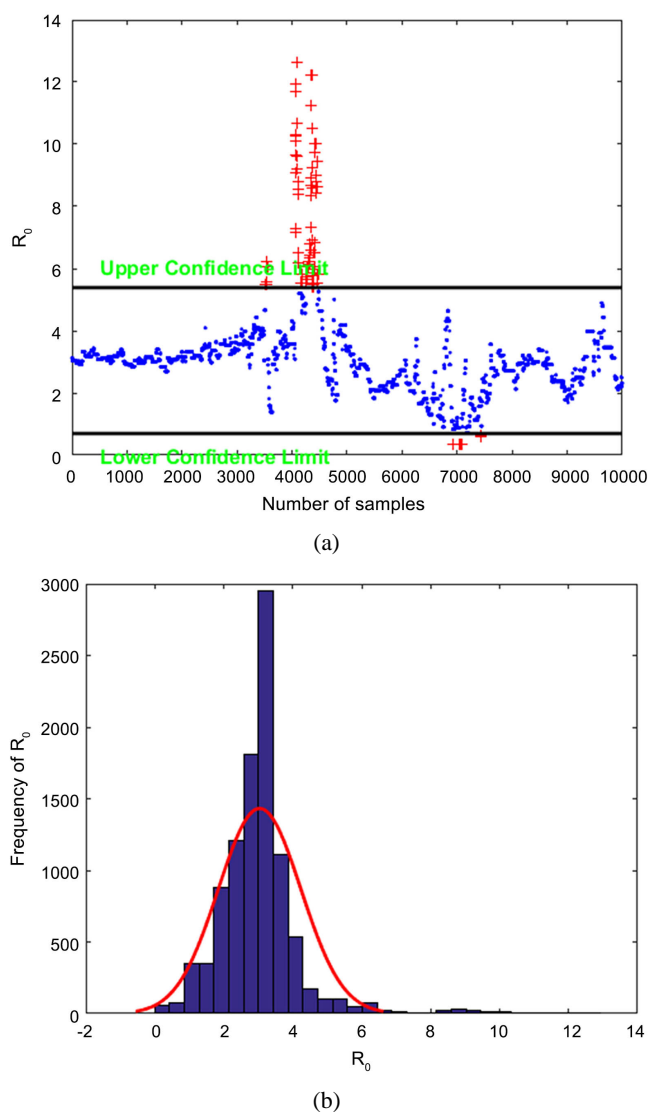 14
12
10
8
6
4
2
0
R0
Upper Confidence Limit
Lower Confidence Limit
0 1000 2000 3000 4000 5000 6000 7000 8000 9000 10000
Number of samples
(a)
3000
2500
2000
1500
1000
500
0
Frequency of R0
-2 0 2 4 6 8 10 12 14
R0
(b)